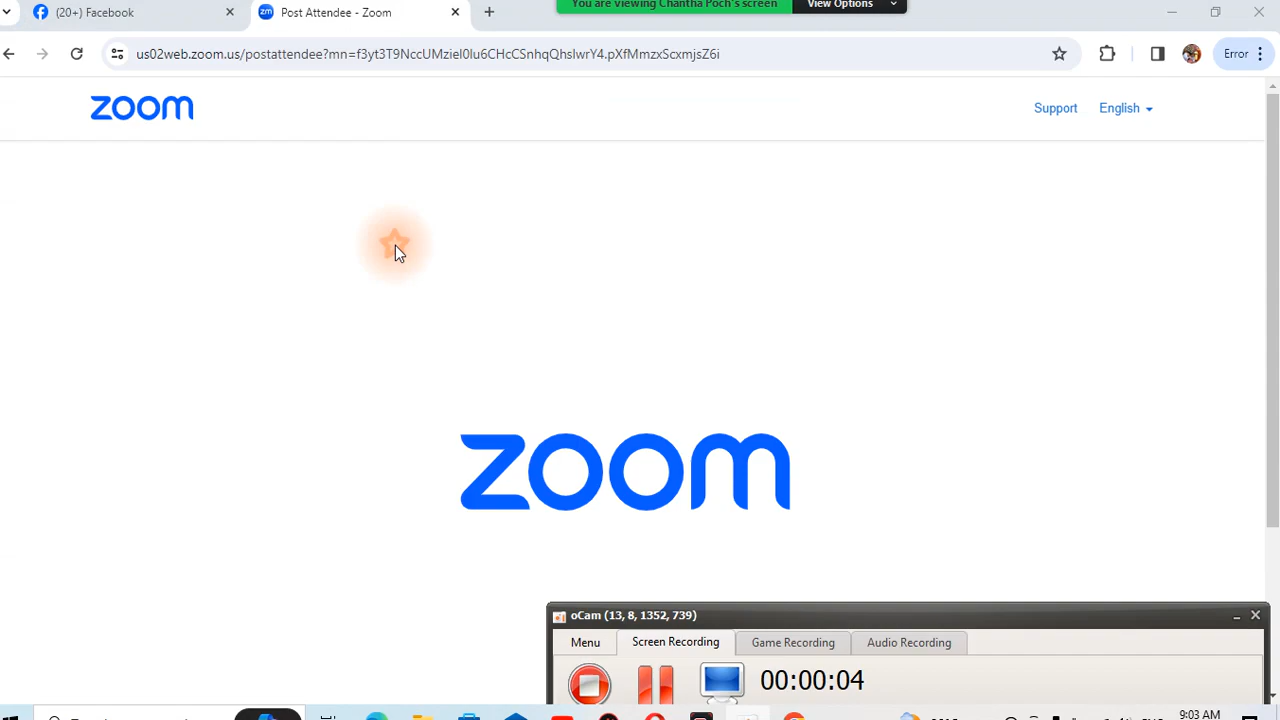 (20+) Facebook
zm Post Attendee - Zoom
You are viewing Chantha Poch's screen
View Options
us02web.zoom.us/postattendee?mn=f3yt3T9NccUMzieI0lu6CHcCSnhqQhsIwrY4.pXfMmzxScxmjsZ6i
Error
zoom
Support
English
zoom
oCam (13, 8, 1352, 739)
Menu
Screen Recording
Game Recording
Audio Recording
00:00:04
9:03 AM